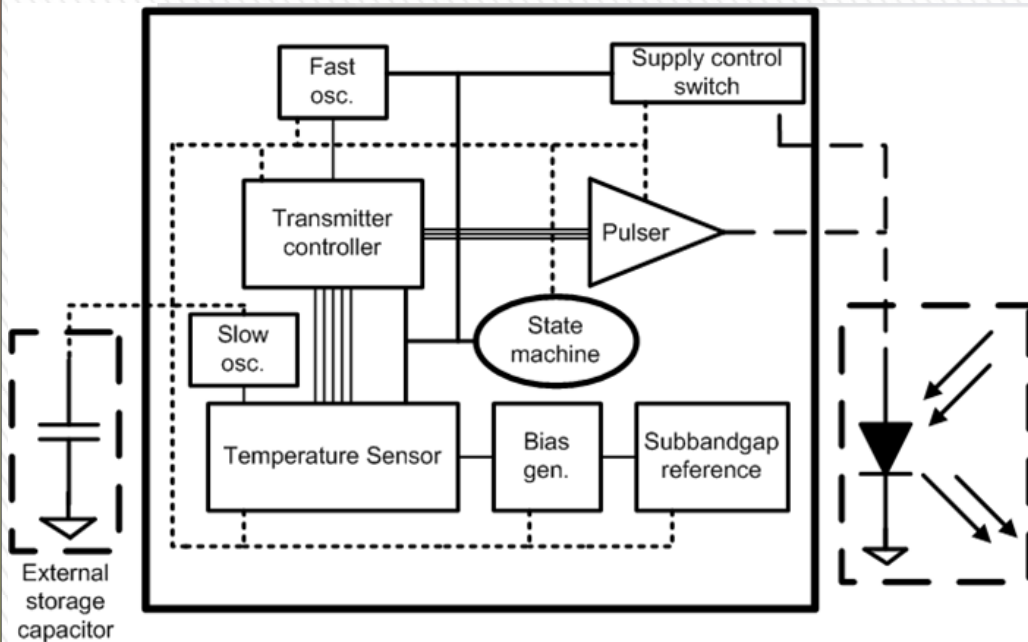 Fast
osc.
Supply control
switch
Transmitter
controller
Pulser
Slow
osc.
State
machine
Temperature Sensor
Bias
gen.
Subbandgap
reference
External
storage
capacitor